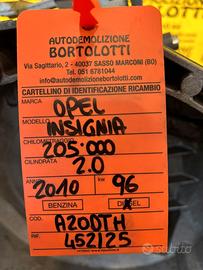 AUTODEMOLIZIONE
BORTOLOTTI
Via Sagittario, 2 - 40037 SASSO MARCONI (BO)
Tel. 051 6781044
info@autodemolizionebortolotti.com
CARTELLINO DI IDENTIFICAZIONE RICAMBIO
MARCA OPEL
MODELLO INSIGNIA
CHILOMETRAGGIO 205.000
CILINDRATA 2.0
ANNO 2010 kw 96
BENZINA DIESEL
COD. A20DTH
RIF. 452125
subito